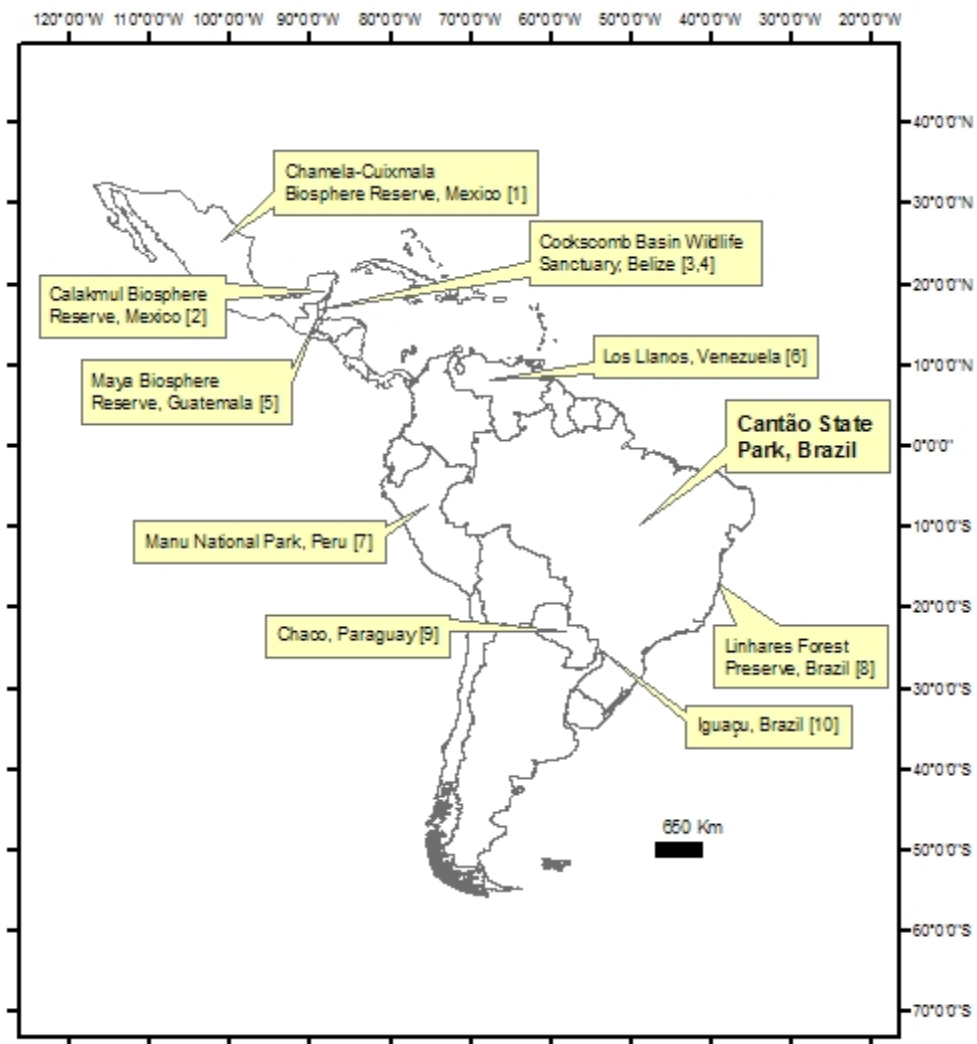 120°0'0"W 110°0'0"W 100°0'0"W 90°0'0"W 80°0'0"W 70°0'0"W 60°0'0"W 50°0'0"W 40°0'0"W 30°0'0"W 20°0'0"W
40°0'0"N
30°0'0"N
20°0'0"N
10°0'0"N
0°0'0"
10°0'0"S
20°0'0"S
30°0'0"S
40°0'0"S
50°0'0"S
60°0'0"S
70°0'0"S
Chamela-Cuixmala
Biosphere Reserve, Mexico [1]
Cockscomb Basin Wildlife
Sanctuary, Belize [3,4]
Calakmul Biosphere
Reserve, Mexico [2]
Los Llanos, Venezuela [6]
Maya Biosphere
Reserve, Guatemala [5]
Cantão State
Park, Brazil
Manu National Park, Peru [7]
Chaco, Paraguay [9]
Linhares Forest
Preserve, Brazil [8]
Iguaçu, Brazil [10]
650 Km